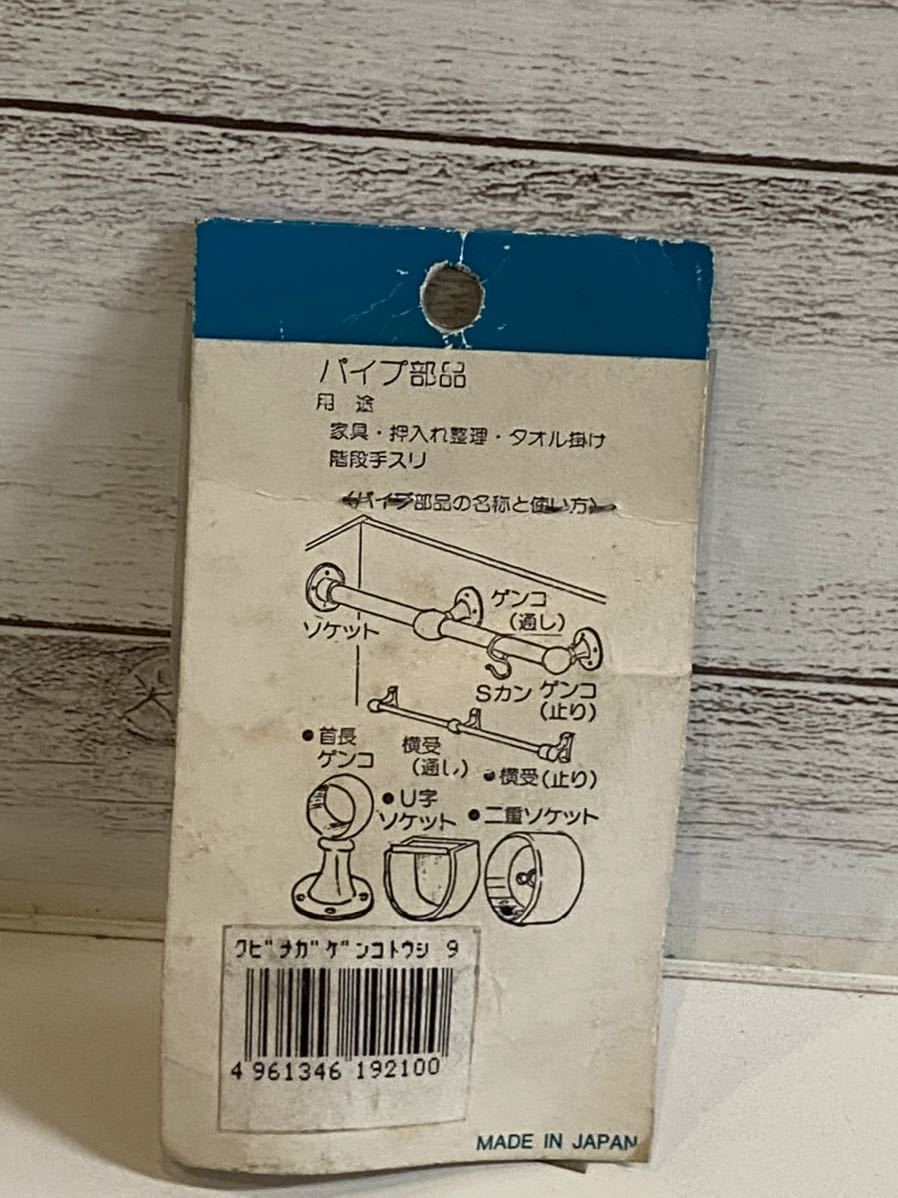 パイプ部品
用途
家具・押入れ整理・タオル掛け
階段手スリ
〈パイプ部品の名称と使い方〉
ゲンコ
(通し)
ソケット
Sカン
ゲンコ
(止り)
●首長
ゲンコ
横受
(通し)
●横受(止り)
●U字
ソケット
●二重ソケット
クビナガゲンコトウシ 9
4 961346 192100
MADE IN JAPAN